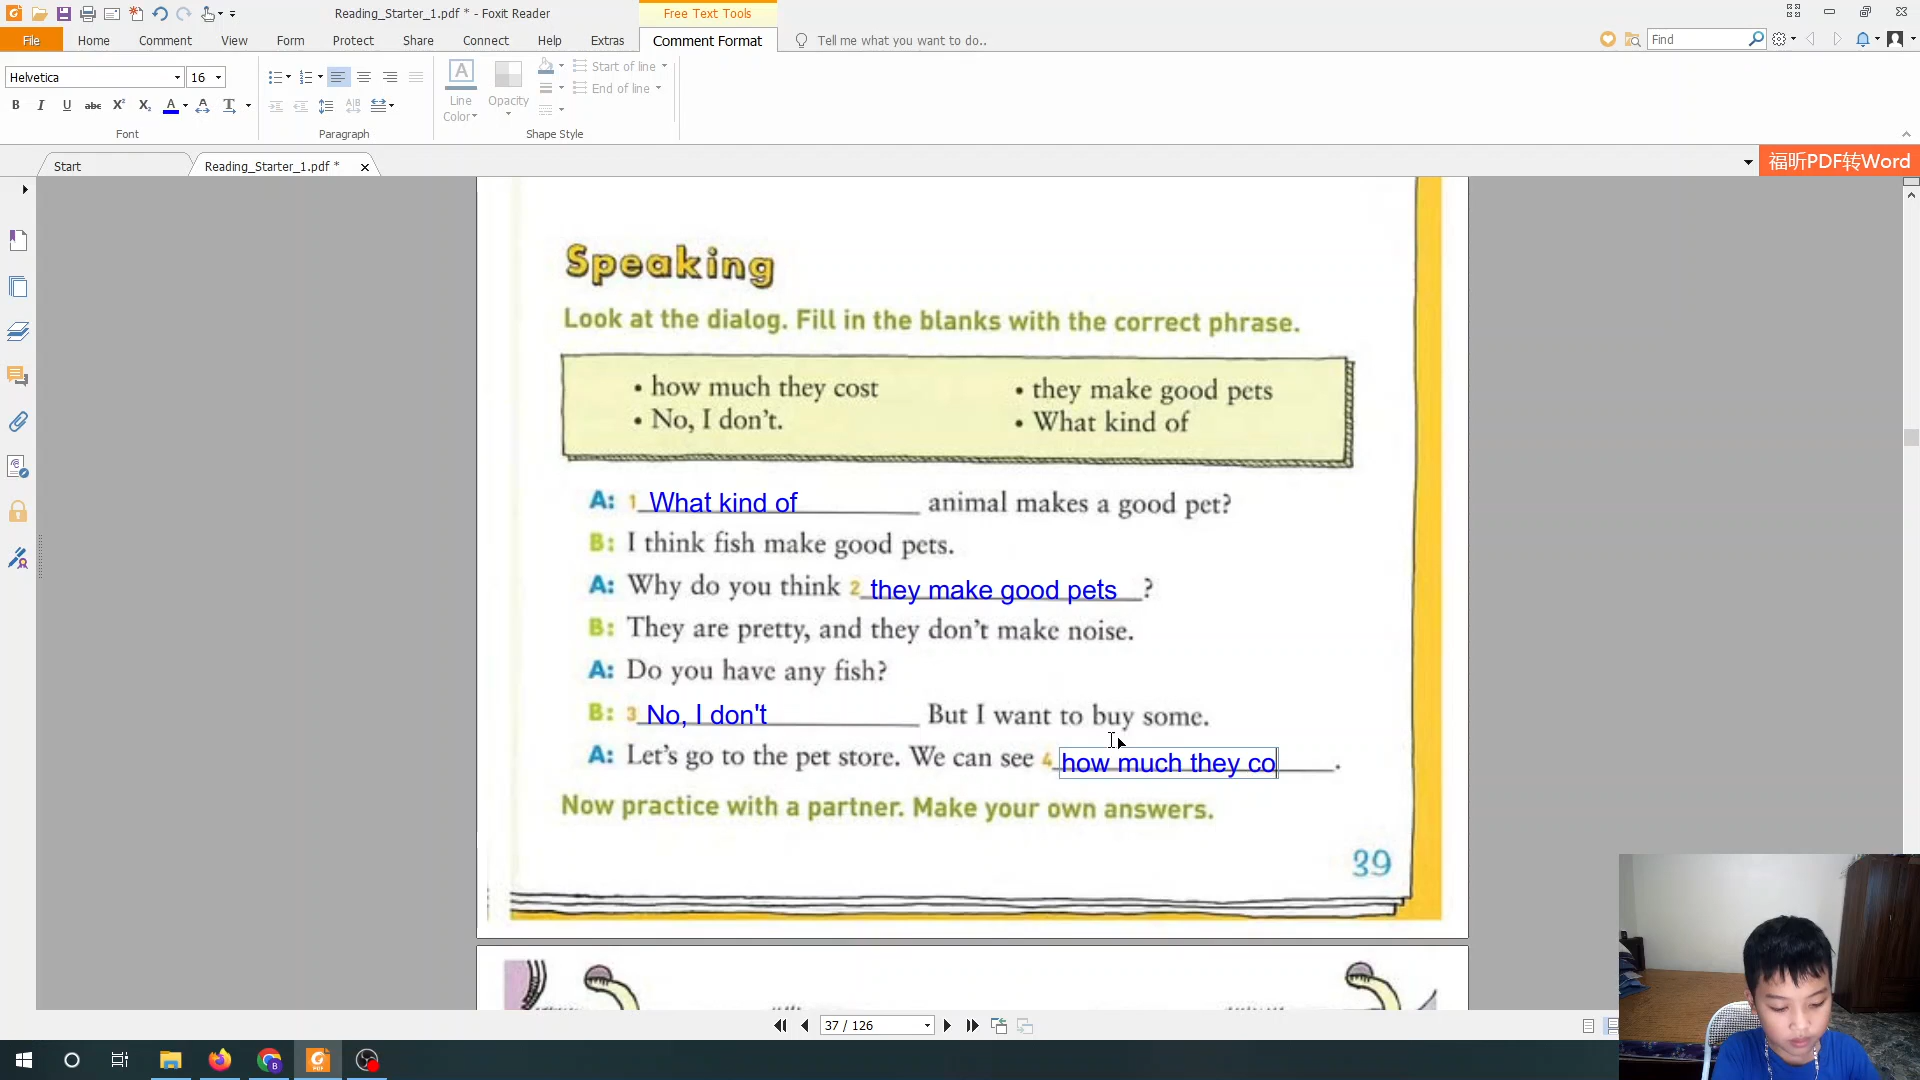 Reading_Starter_1.pdf * - Foxit Reader
Free Text Tools
File Home Comment View Form Protect Share Connect Help Extras Comment Format Tell me what you want to do.. Find
Helvetica 16
B I U abc X² X₂ A A T
Line Color
Opacity
Start of line
End of line
Font Paragraph Shape Style
Start Reading_Starter_1.pdf * 福昕PDF转Word
Speaking
Look at the dialog. Fill in the blanks with the correct phrase.
• how much they cost • they make good pets
• No, I don't. • What kind of
A: 1 What kind of animal makes a good pet?
B: I think fish make good pets.
A: Why do you think 2 they make good pets ?
B: They are pretty, and they don't make noise.
A: Do you have any fish?
B: 3 No, I don't But I want to buy some.
A: Let's go to the pet store. We can see 4 how much they co .
Now practice with a partner. Make your own answers.
39
37 / 126